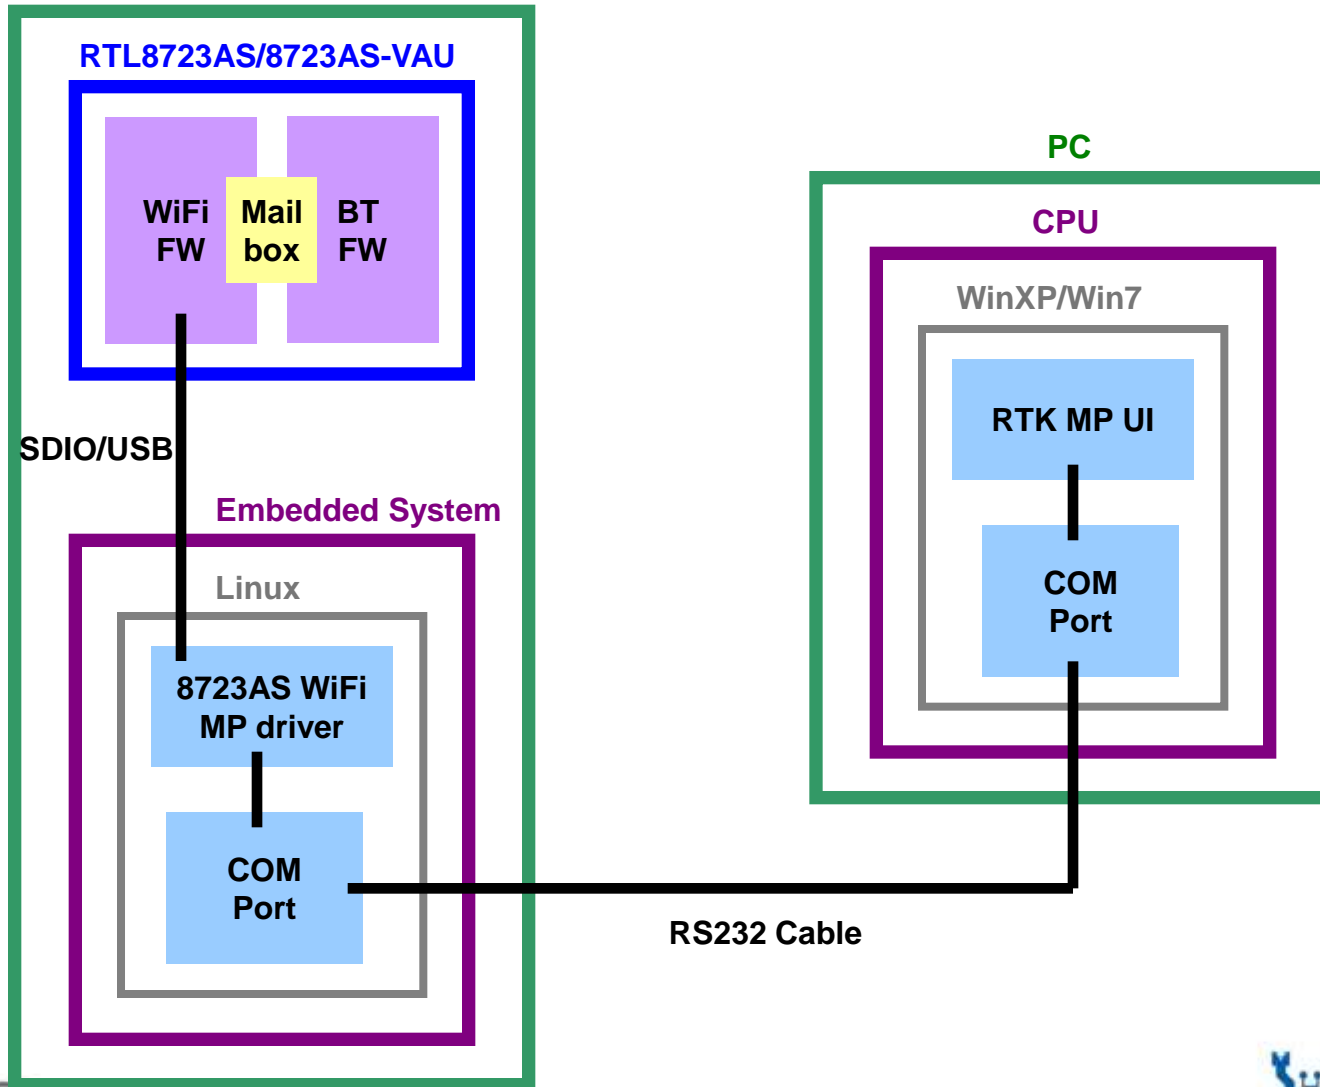 RTL8723AS/8723AS-VAU
WiFi
FW
Mail
box
BT
FW
SDIO/USB
Embedded System
Linux
8723AS WiFi
MP driver
COM
Port
RS232 Cable
PC
CPU
WinXP/Win7
RTK MP UI
COM
Port